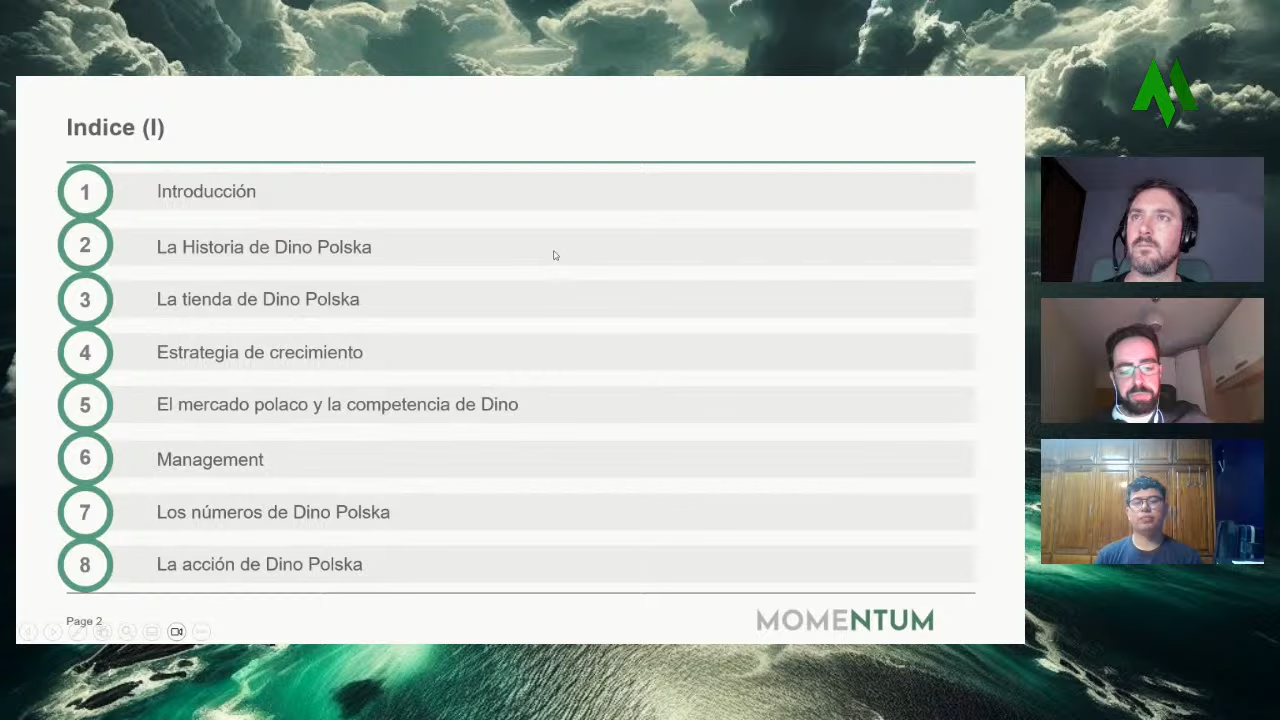 Indice (I)
1 Introducción
2 La Historia de Dino Polska
3 La tienda de Dino Polska
4 Estrategia de crecimiento
5 El mercado polaco y la competencia de Dino
6 Management
7 Los números de Dino Polska
8 La acción de Dino Polska
Page 2
MOMENTUM